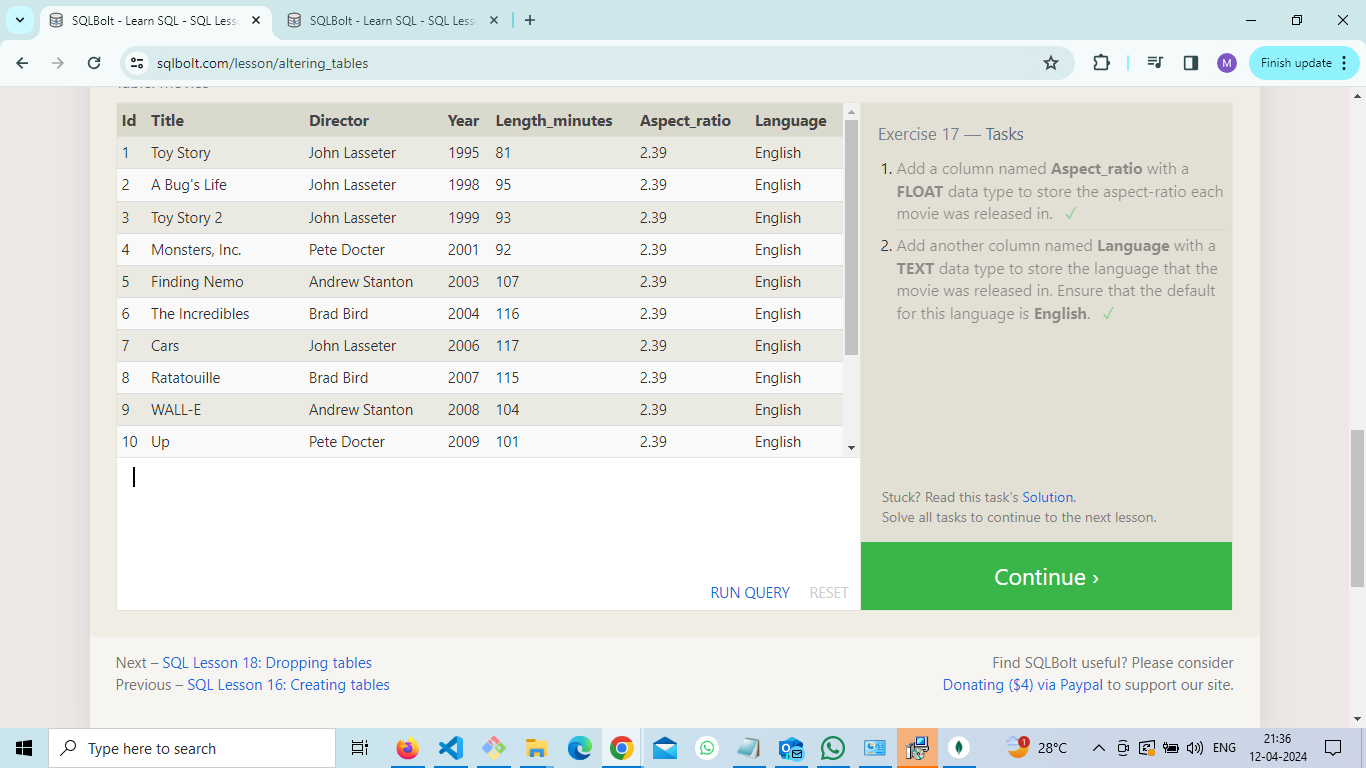 SQLBolt - Learn SQL - SQL Less
SQLBolt - Learn SQL - SQL Less
sqlbolt.com/lesson/altering_tables
M
Finish update
Id Title Director Year Length_minutes Aspect_ratio Language
1 Toy Story John Lasseter 1995 81 2.39 English
2 A Bug's Life John Lasseter 1998 95 2.39 English
3 Toy Story 2 John Lasseter 1999 93 2.39 English
4 Monsters, Inc. Pete Docter 2001 92 2.39 English
5 Finding Nemo Andrew Stanton 2003 107 2.39 English
6 The Incredibles Brad Bird 2004 116 2.39 English
7 Cars John Lasseter 2006 117 2.39 English
8 Ratatouille Brad Bird 2007 115 2.39 English
9 WALL-E Andrew Stanton 2008 104 2.39 English
10 Up Pete Docter 2009 101 2.39 English
RUN QUERY RESET
Exercise 17 — Tasks
1. Add a column named Aspect_ratio with a
FLOAT data type to store the aspect-ratio each
movie was released in. ✓
2. Add another column named Language with a
TEXT data type to store the language that the
movie was released in. Ensure that the default
for this language is English. ✓
Stuck? Read this task's Solution.
Solve all tasks to continue to the next lesson.
Continue ›
Next – SQL Lesson 18: Dropping tables
Previous – SQL Lesson 16: Creating tables
Find SQLBolt useful? Please consider
Donating ($4) via Paypal to support our site.
Type here to search
1
28°C
ENG
21:36
12-04-2024